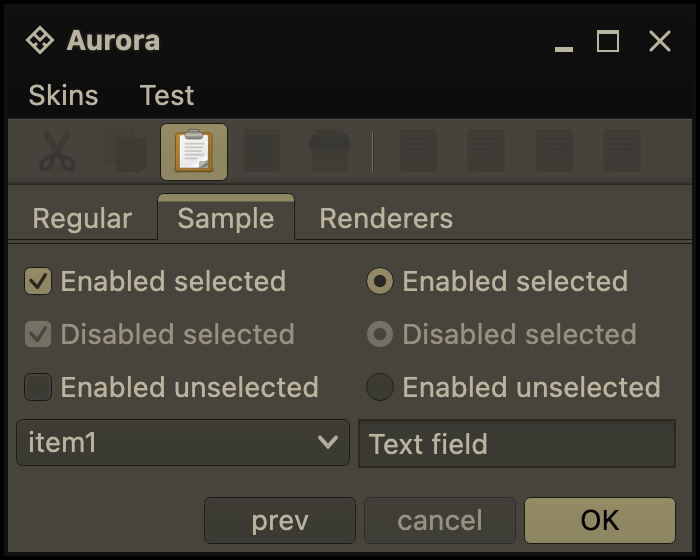 Aurora
Skins Test
Regular Sample Renderers
Enabled selected Enabled selected
Disabled selected Disabled selected
Enabled unselected Enabled unselected
item1 Text field
prev cancel OK